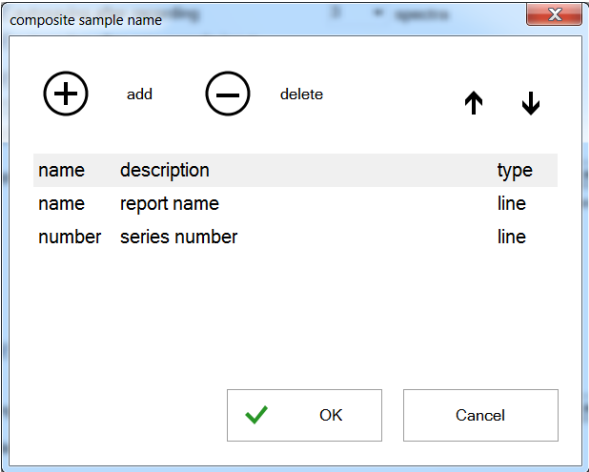 composite sample name
add delete
name description type
name report name line
number series number line
OK Cancel